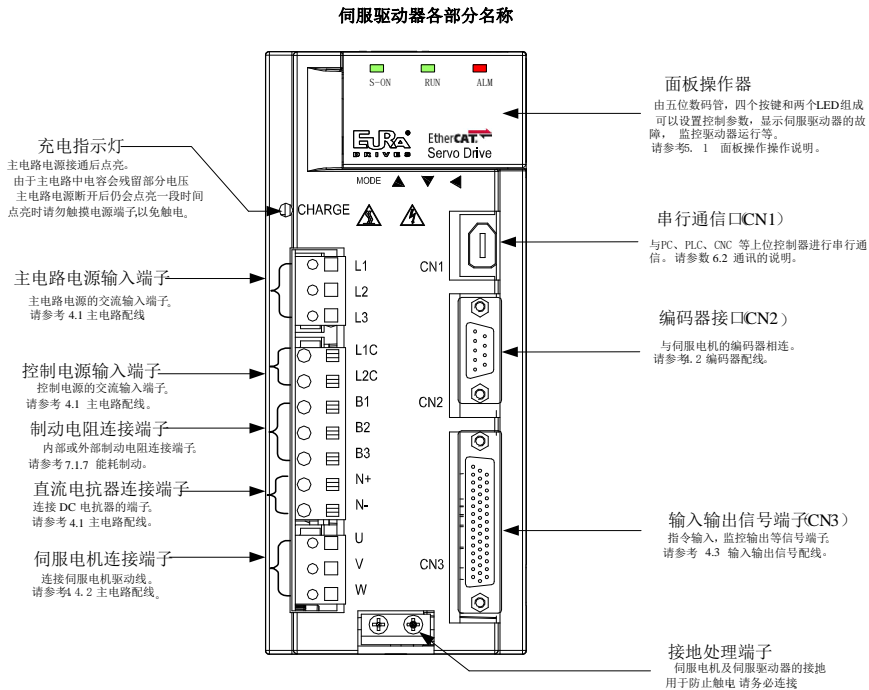 伺服驱动器各部分名称
充电指示灯
主电路电源接通后点亮。
由于主电路中电容会残留部分电压
主电路电源断开后仍会点亮一段时间
点亮时请勿触摸电源端子,以免触电。
主电路电源输入端子
主电路电源的交流输入端子。
请参考 4.1 主电路配线
控制电源输入端子
控制电源的交流输入端子。
请参考 4.1 主电路配线。
制动电阻连接端子
内部或外部制动电阻连接端子
请参考 7.1.7 能耗制动。
直流电抗器连接端子
连接 DC 电抗器的端子。
请参考 4.1 主电路配线。
伺服电机连接端子
连接伺服电机驱动线。
请参考4 4.2 主电路配线。
S-ON RUN ALM
EURA
DRIVES
EtherCAT
Servo Drive
MODE
CHARGE
L1
L2
L3
L1C
L2C
B1
B2
B3
N+
N-
U
V
W
CN1
CN2
CN3
面板操作器
由五位数码管，四个按键和两个LED组成
可以设置控制参数，显示伺服驱动器的故
障， 监控驱动器运行等。
请参考5. 1 面板操作操作说明。
串行通信口CN1）
与PC、PLC、CNC 等上位控制器进行串行通
信。请参数 6.2 通讯的说明。
编码器接口CN2）
与伺服电机的编码器相连。
请参考4.2 编码器配线。
输入输出信号端子CN3）
指令输入，监控输出等信号端子
请参考 4.3 输入输出信号配线。
接地处理端子
伺服电机及伺服驱动器的接地
用于防止触电 请务必连接